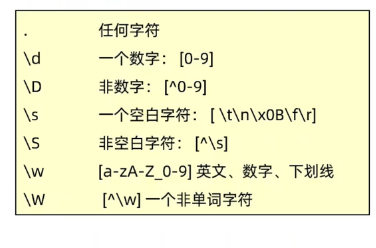 . 任何字符
\d 一个数字： [0-9]
\D 非数字： [^0-9]
\s 一个空白字符： [ \t\n\x0B\f\r]
\S 非空白字符： [^\s]
\w [a-zA-Z_0-9] 英文、数字、下划线
\W [^\w] 一个非单词字符